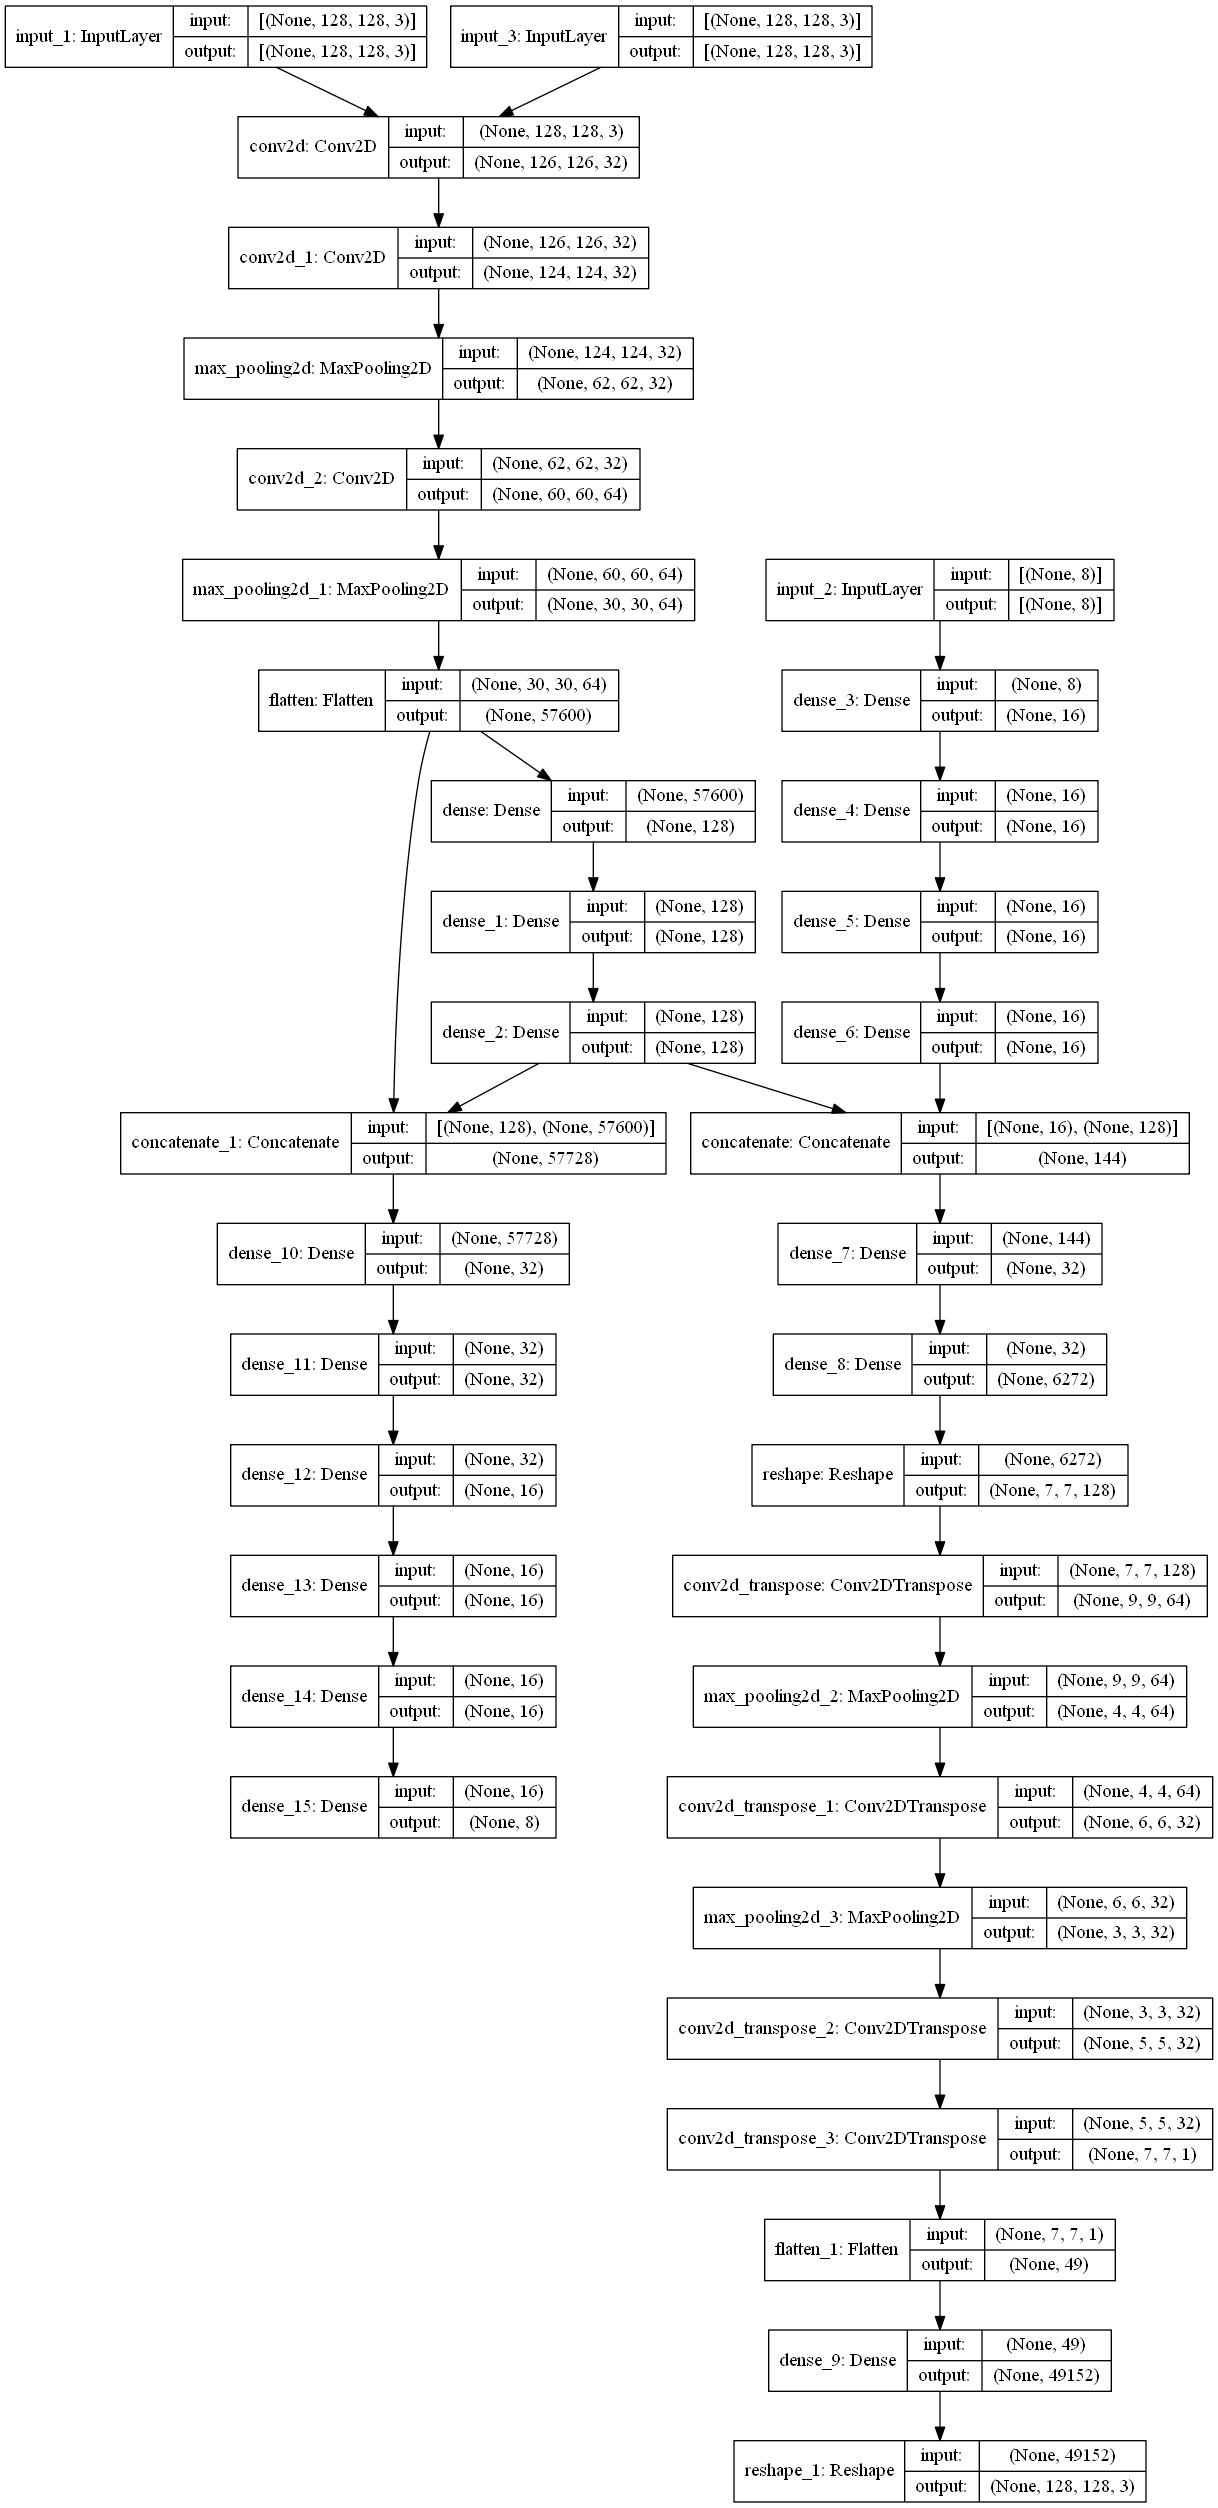 input_1: InputLayer
input: [(None, 128, 128, 3)]
output: [(None, 128, 128, 3)]
input_3: InputLayer
input: [(None, 128, 128, 3)]
output: [(None, 128, 128, 3)]
conv2d: Conv2D
input: (None, 128, 128, 3)
output: (None, 126, 126, 32)
conv2d_1: Conv2D
input: (None, 126, 126, 32)
output: (None, 124, 124, 32)
max_pooling2d: MaxPooling2D
input: (None, 124, 124, 32)
output: (None, 62, 62, 32)
conv2d_2: Conv2D
input: (None, 62, 62, 32)
output: (None, 60, 60, 64)
max_pooling2d_1: MaxPooling2D
input: (None, 60, 60, 64)
output: (None, 30, 30, 64)
input_2: InputLayer
input: [(None, 8)]
output: [(None, 8)]
flatten: Flatten
input: (None, 30, 30, 64)
output: (None, 57600)
dense_3: Dense
input: (None, 8)
output: (None, 16)
dense: Dense
input: (None, 57600)
output: (None, 128)
dense_4: Dense
input: (None, 16)
output: (None, 16)
dense_1: Dense
input: (None, 128)
output: (None, 128)
dense_5: Dense
input: (None, 16)
output: (None, 16)
dense_2: Dense
input: (None, 128)
output: (None, 128)
dense_6: Dense
input: (None, 16)
output: (None, 16)
concatenate_1: Concatenate
input: [(None, 128), (None, 57600)]
output: (None, 57728)
concatenate: Concatenate
input: [(None, 16), (None, 128)]
output: (None, 144)
dense_10: Dense
input: (None, 57728)
output: (None, 32)
dense_7: Dense
input: (None, 144)
output: (None, 32)
dense_11: Dense
input: (None, 32)
output: (None, 32)
dense_8: Dense
input: (None, 32)
output: (None, 6272)
dense_12: Dense
input: (None, 32)
output: (None, 16)
reshape: Reshape
input: (None, 6272)
output: (None, 7, 7, 128)
dense_13: Dense
input: (None, 16)
output: (None, 16)
conv2d_transpose: Conv2DTranspose
input: (None, 7, 7, 128)
output: (None, 9, 9, 64)
dense_14: Dense
input: (None, 16)
output: (None, 16)
max_pooling2d_2: MaxPooling2D
input: (None, 9, 9, 64)
output: (None, 4, 4, 64)
dense_15: Dense
input: (None, 16)
output: (None, 8)
conv2d_transpose_1: Conv2DTranspose
input: (None, 4, 4, 64)
output: (None, 6, 6, 32)
max_pooling2d_3: MaxPooling2D
input: (None, 6, 6, 32)
output: (None, 3, 3, 32)
conv2d_transpose_2: Conv2DTranspose
input: (None, 3, 3, 32)
output: (None, 5, 5, 32)
conv2d_transpose_3: Conv2DTranspose
input: (None, 5, 5, 32)
output: (None, 7, 7, 1)
flatten_1: Flatten
input: (None, 7, 7, 1)
output: (None, 49)
dense_9: Dense
input: (None, 49)
output: (None, 49152)
reshape_1: Reshape
input: (None, 49152)
output: (None, 128, 128, 3)